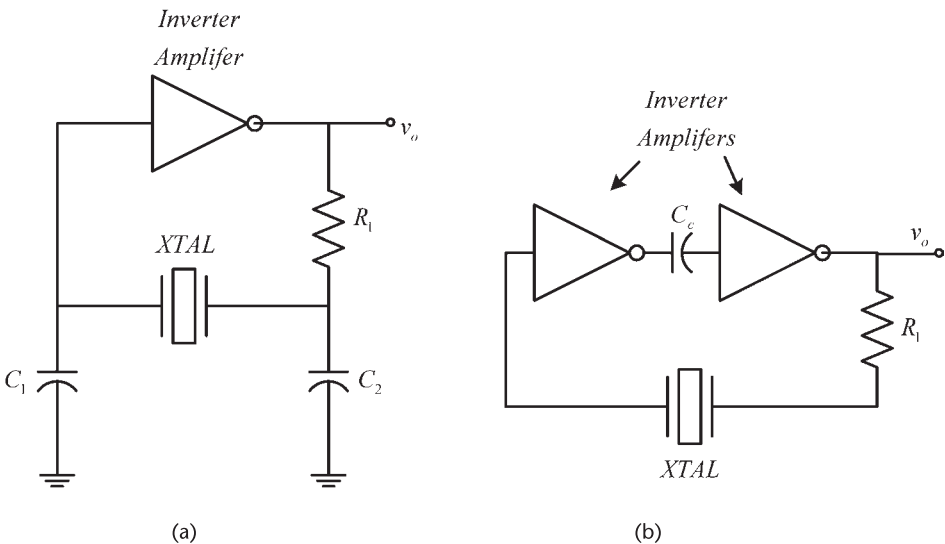 Inverter
Amplifer
v_o
R_1
XTAL
C_1
C_2
(a)
Inverter
Amplifers
C_c
v_o
R_1
XTAL
(b)